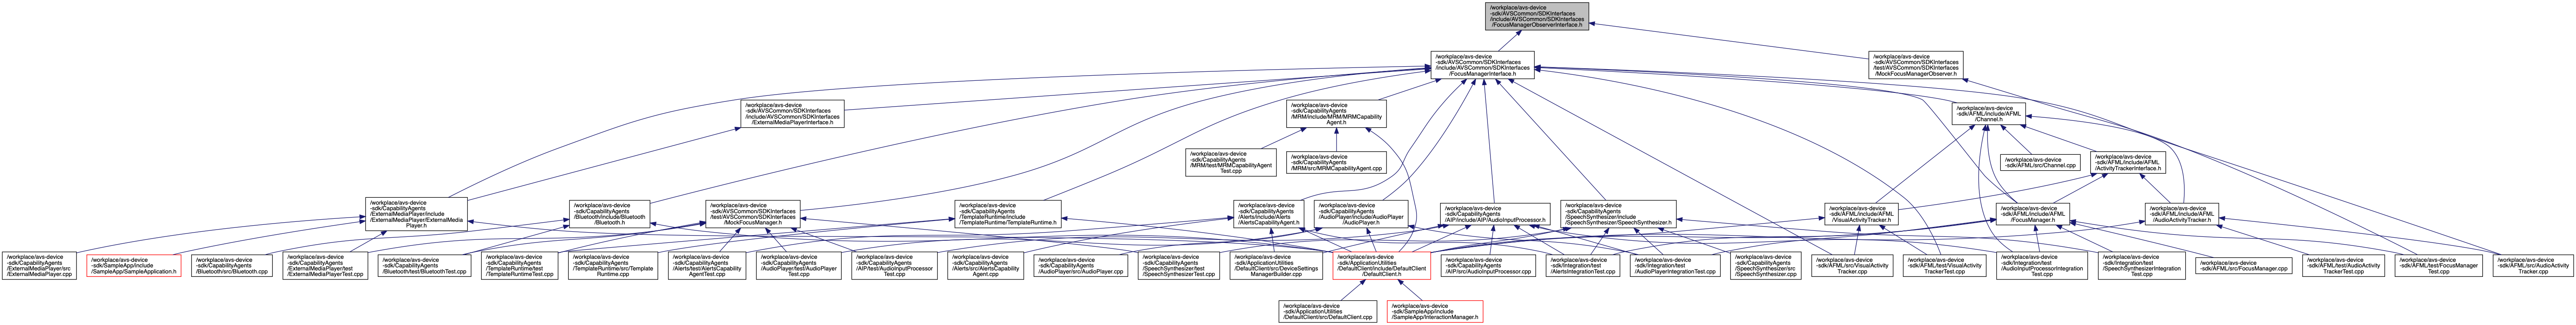 /workplace/avs-device
-sdk/AVSCommon/SDKInterfaces
/include/AVSCommon/SDKInterfaces
/FocusManagerObserverInterface.h
/workplace/avs-device
-sdk/AVSCommon/SDKInterfaces
/include/AVSCommon/SDKInterfaces
/FocusManagerInterface.h
/workplace/avs-device
-sdk/AVSCommon/SDKInterfaces
/test/AVSCommon/SDKInterfaces
/MockFocusManagerObserver.h
/workplace/avs-device
-sdk/AVSCommon/SDKInterfaces
/include/AVSCommon/SDKInterfaces
/ExternalMediaPlayerInterface.h
/workplace/avs-device
-sdk/CapabilityAgents
/MRM/include/MRM/MRMCapability
Agent.h
/workplace/avs-device
-sdk/AFML/include/AFML
/Channel.h
/workplace/avs-device
-sdk/CapabilityAgents
/MRM/test/MRMCapabilityAgent
Test.cpp
/workplace/avs-device
-sdk/CapabilityAgents
/MRM/src/MRMCapabilityAgent.cpp
/workplace/avs-device
-sdk/AFML/src/Channel.cpp
/workplace/avs-device
-sdk/AFML/include/AFML
/ActivityTrackerInterface.h
/workplace/avs-device
-sdk/CapabilityAgents
/ExternalMediaPlayer/include
/ExternalMediaPlayer/ExternalMedia
Player.h
/workplace/avs-device
-sdk/CapabilityAgents
/Bluetooth/include/Bluetooth
/Bluetooth.h
/workplace/avs-device
-sdk/AVSCommon/SDKInterfaces
/test/AVSCommon/SDKInterfaces
/MockFocusManager.h
/workplace/avs-device
-sdk/CapabilityAgents
/TemplateRuntime/include
/TemplateRuntime/TemplateRuntime.h
/workplace/avs-device
-sdk/CapabilityAgents
/Alerts/include/Alerts
/AlertsCapabilityAgent.h
/workplace/avs-device
-sdk/CapabilityAgents
/AudioPlayer/include/AudioPlayer
/AudioPlayer.h
/workplace/avs-device
-sdk/CapabilityAgents
/AIP/include/AIP/AudioInputProcessor.h
/workplace/avs-device
-sdk/CapabilityAgents
/SpeechSynthesizer/include
/SpeechSynthesizer/SpeechSynthesizer.h
/workplace/avs-device
-sdk/AFML/include/AFML
/VisualActivityTracker.h
/workplace/avs-device
-sdk/AFML/include/AFML
/FocusManager.h
/workplace/avs-device
-sdk/AFML/include/AFML
/AudioActivityTracker.h
/workplace/avs-device
-sdk/CapabilityAgents
/ExternalMediaPlayer/src
/ExternalMediaPlayer.cpp
/workplace/avs-device
-sdk/SampleApp/include
/SampleApp/SampleApplication.h
/workplace/avs-device
-sdk/CapabilityAgents
/Bluetooth/src/Bluetooth.cpp
/workplace/avs-device
-sdk/CapabilityAgents
/ExternalMediaPlayer/test
/ExternalMediaPlayerTest.cpp
/workplace/avs-device
-sdk/CapabilityAgents
/Bluetooth/test/BluetoothTest.cpp
/workplace/avs-device
-sdk/CapabilityAgents
/TemplateRuntime/test
/TemplateRuntimeTest.cpp
/workplace/avs-device
-sdk/CapabilityAgents
/TemplateRuntime/src/Template
Runtime.cpp
/workplace/avs-device
-sdk/CapabilityAgents
/Alerts/test/AlertsCapability
AgentTest.cpp
/workplace/avs-device
-sdk/CapabilityAgents
/AudioPlayer/test/AudioPlayer
Test.cpp
/workplace/avs-device
-sdk/CapabilityAgents
/AIP/test/AudioInputProcessor
Test.cpp
/workplace/avs-device
-sdk/CapabilityAgents
/Alerts/src/AlertsCapability
Agent.cpp
/workplace/avs-device
-sdk/CapabilityAgents
/AudioPlayer/src/AudioPlayer.cpp
/workplace/avs-device
-sdk/CapabilityAgents
/SpeechSynthesizer/test
/SpeechSynthesizerTest.cpp
/workplace/avs-device
-sdk/ApplicationUtilities
/DefaultClient/src/DeviceSettings
ManagerBuilder.cpp
/workplace/avs-device
-sdk/ApplicationUtilities
/DefaultClient/include/DefaultClient
/DefaultClient.h
/workplace/avs-device
-sdk/CapabilityAgents
/AIP/src/AudioInputProcessor.cpp
/workplace/avs-device
-sdk/Integration/test
/AlertsIntegrationTest.cpp
/workplace/avs-device
-sdk/Integration/test
/AudioPlayerIntegrationTest.cpp
/workplace/avs-device
-sdk/CapabilityAgents
/SpeechSynthesizer/src
/SpeechSynthesizer.cpp
/workplace/avs-device
-sdk/AFML/src/VisualActivity
Tracker.cpp
/workplace/avs-device
-sdk/AFML/test/VisualActivity
TrackerTest.cpp
/workplace/avs-device
-sdk/Integration/test
/AudioInputProcessorIntegration
Test.cpp
/workplace/avs-device
-sdk/Integration/test
/SpeechSynthesizerIntegration
Test.cpp
/workplace/avs-device
-sdk/AFML/src/FocusManager.cpp
/workplace/avs-device
-sdk/AFML/test/AudioActivity
TrackerTest.cpp
/workplace/avs-device
-sdk/AFML/test/FocusManager
Test.cpp
/workplace/avs-device
-sdk/AFML/src/AudioActivity
Tracker.cpp
/workplace/avs-device
-sdk/ApplicationUtilities
/DefaultClient/src/DefaultClient.cpp
/workplace/avs-device
-sdk/SampleApp/include
/SampleApp/InteractionManager.h